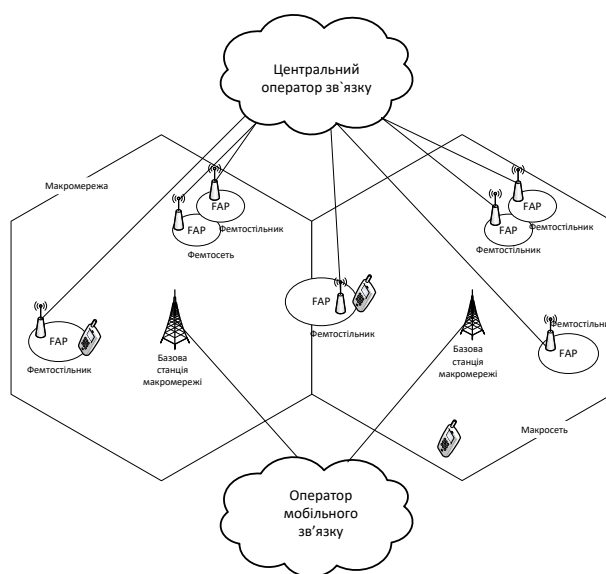 Центральний
оператор зв`язку
Макромережа
FAP
Фемтостільник
FAP
Фемтосеть
FAP
Фемтостільник
FAP
Фемтостільник
FAP
Фемтостільник
FAP
Фемтостільник
Базова
станція
макромережі
Базова
станція
макромережі
Фемтостільник
FAP
FAP
Фемтостільник
Макросеть
Оператор
мобільного
зв’язку